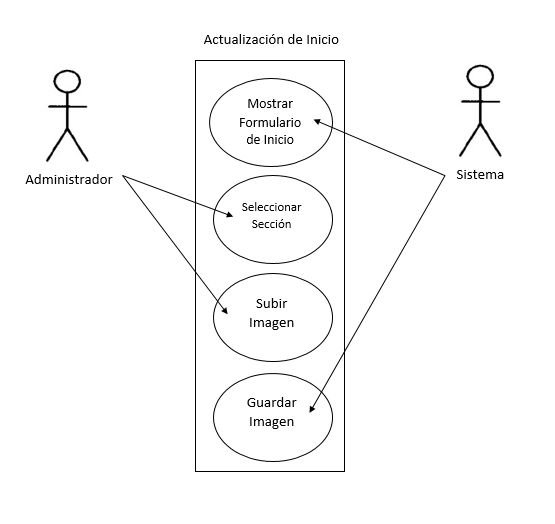 Actualización de Inicio
Mostrar
Formulario
de Inicio
Administrador
Sistema
Seleccionar
Sección
Subir
Imagen
Guardar
Imagen